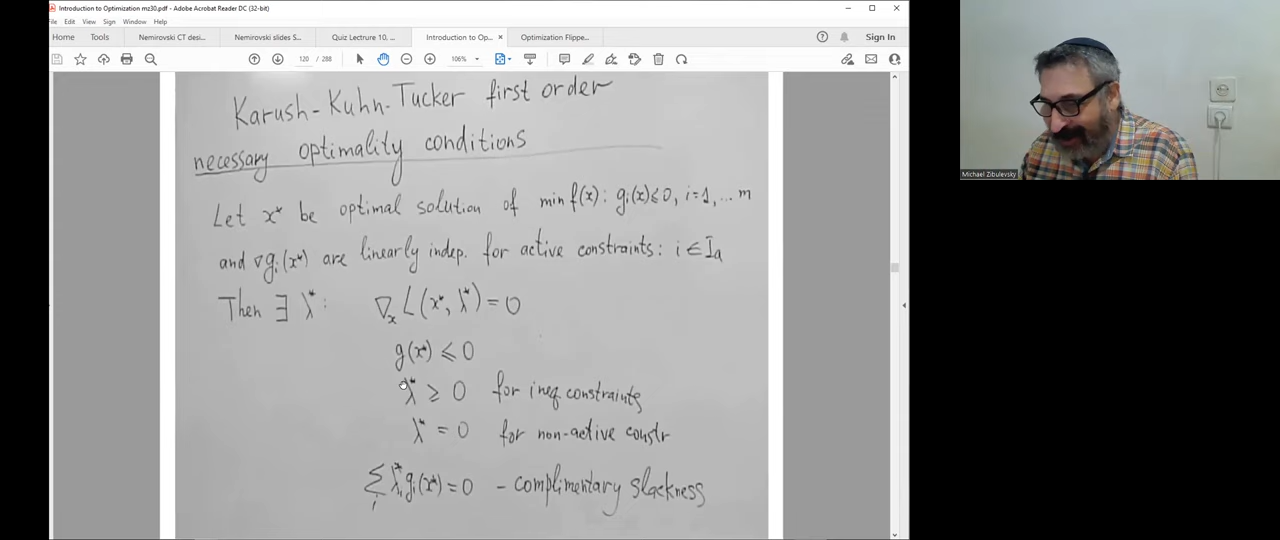 Introduction to Optimization mz30.pdf - Adobe Acrobat Reader DC (32-bit)
File Edit View Sign Window Help
Home Tools Nemirovski CT desi... Nemirovski slides S... Quiz Lectrure 10, ... Introduction to Op... × Optimization Flippe... Sign In
120 / 288 106%
Karush-Kuhn-Tucker first order
necessary optimality conditions
Let x* be optimal solution of min f(x): gᵢ(x)≤0, i=1,... m
and ∇gᵢ(x*) are linearly indep. for active constraints: i ∈ Iₐ
Then ∃ λ*: ∇ₓ L(x*, λ*) = 0
g(x*) ≤ 0
λ* ≥ 0 for ineq constraints
λ* = 0 for non-active constr
∑ᵢ λᵢ* gᵢ(x*) = 0 - complimentary slackness
Michael Zibulevsky